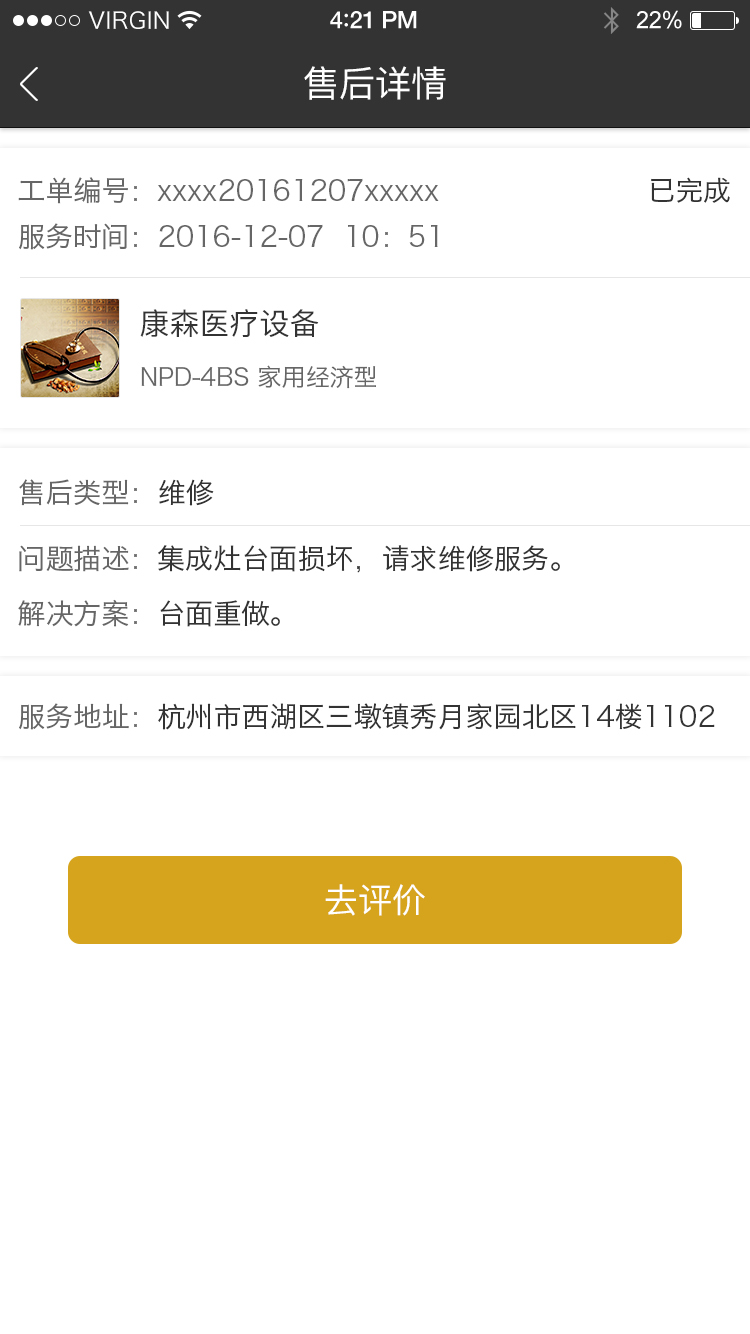 VIRGIN 4:21 PM 22%
售后详情
工单编号：xxxx20161207xxxxx 已完成
服务时间：2016-12-07 10：51
康森医疗设备
NPD-4BS 家用经济型
售后类型：维修
问题描述：集成灶台面损坏，请求维修服务。
解决方案：台面重做。
服务地址：杭州市西湖区三墩镇秀月家园北区14楼1102
去评价